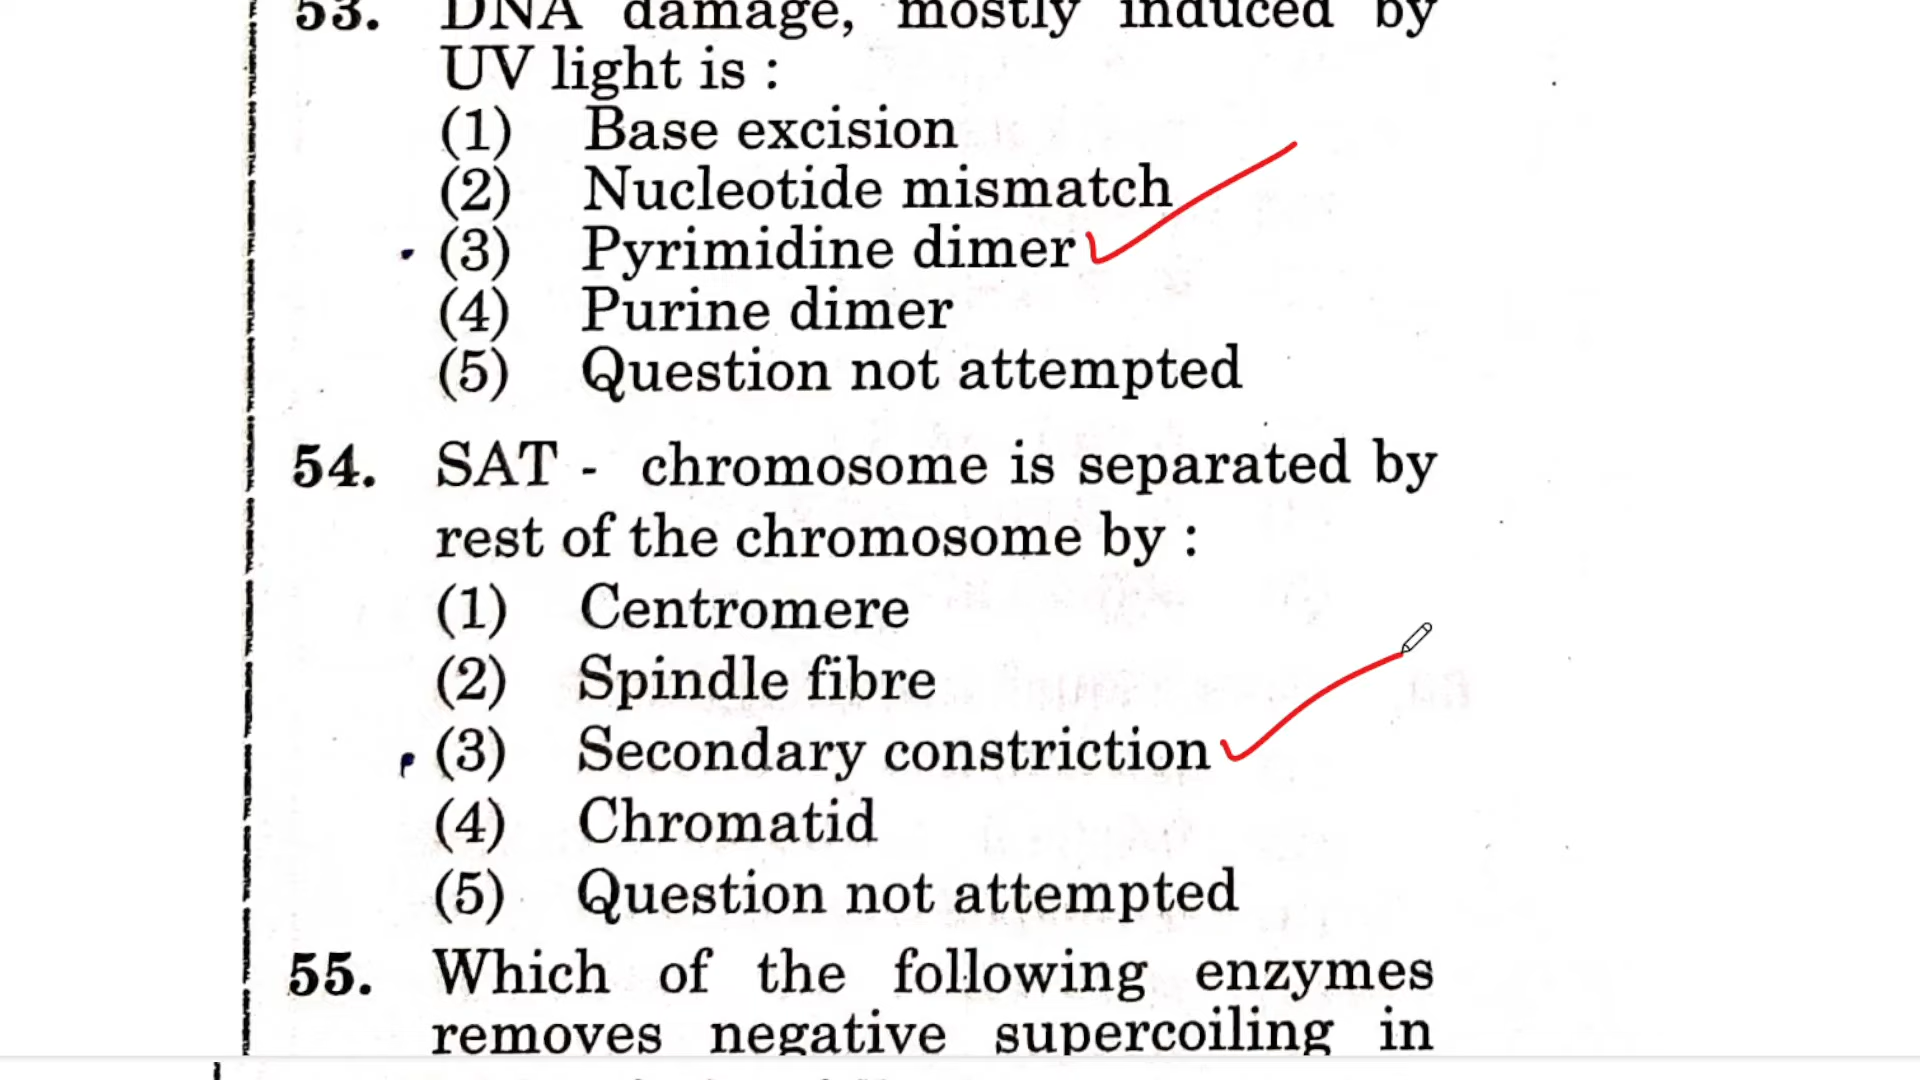 53. DNA damage, mostly induced by
UV light is :
(1) Base excision
(2) Nucleotide mismatch
(3) Pyrimidine dimer
(4) Purine dimer
(5) Question not attempted
54. SAT - chromosome is separated by
rest of the chromosome by :
(1) Centromere
(2) Spindle fibre
(3) Secondary constriction
(4) Chromatid
(5) Question not attempted
55. Which of the following enzymes
removes negative supercoiling in